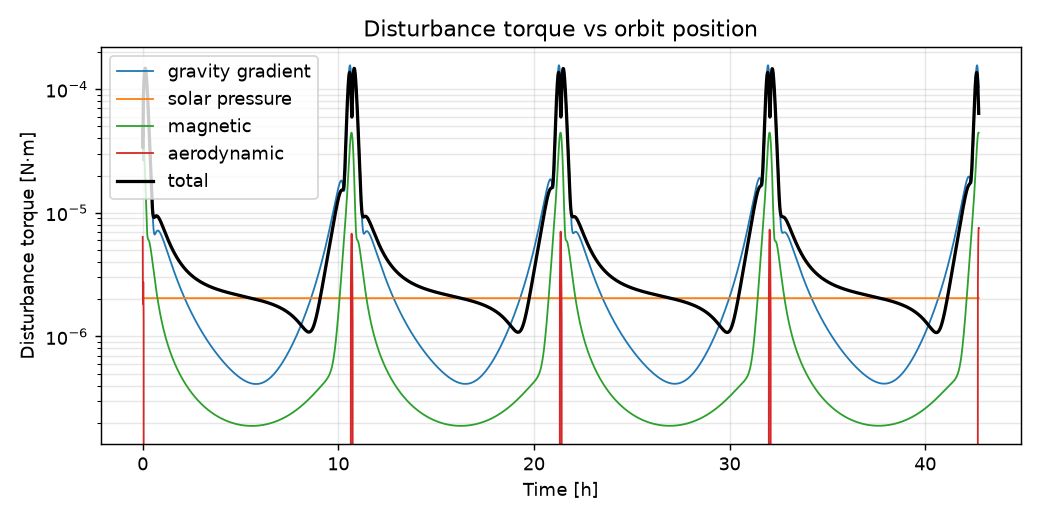 Disturbance torque vs orbit position
gravity gradient
solar pressure
magnetic
aerodynamic
total
10⁻⁴
10⁻⁵
10⁻⁶
Disturbance torque [N·m]
0 10 20 30 40
Time [h]